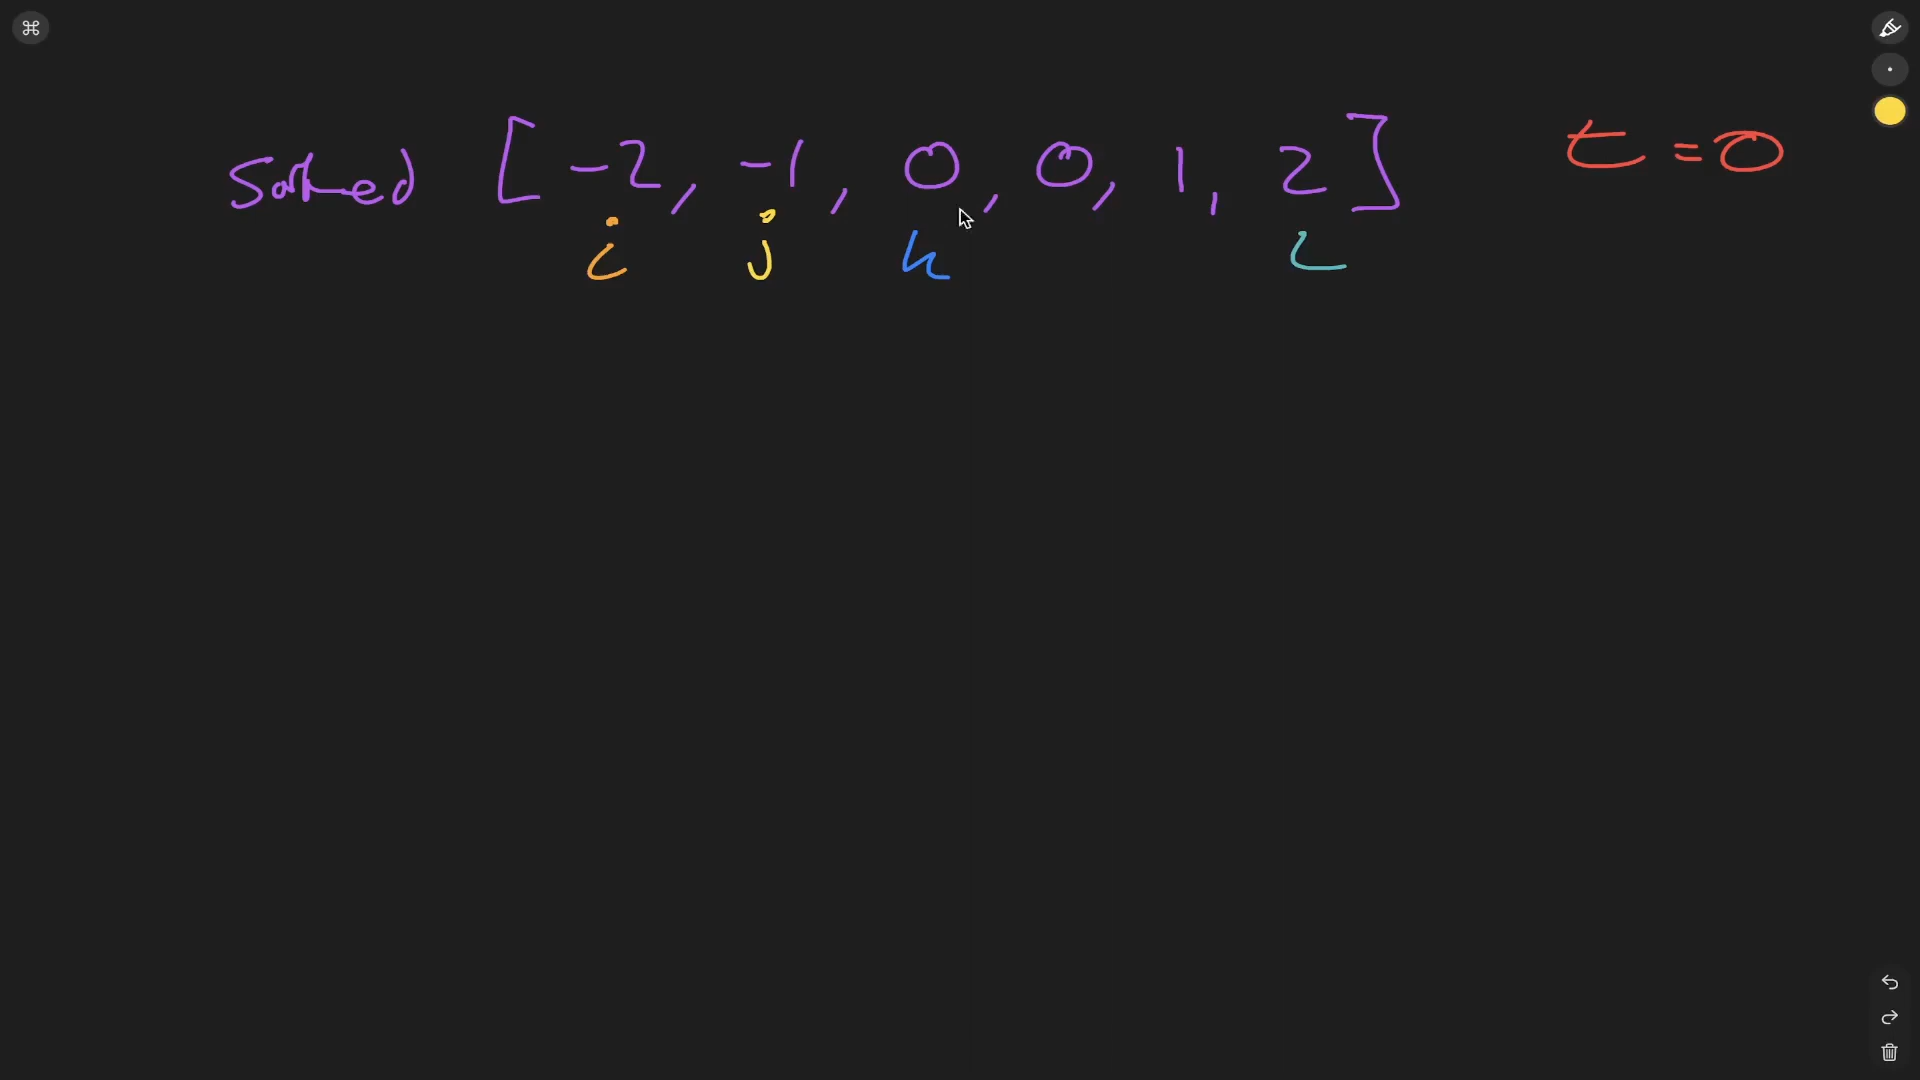 Sorted [ -2, -1, 0, 0, 1, 2 ] t = 0
i j k l